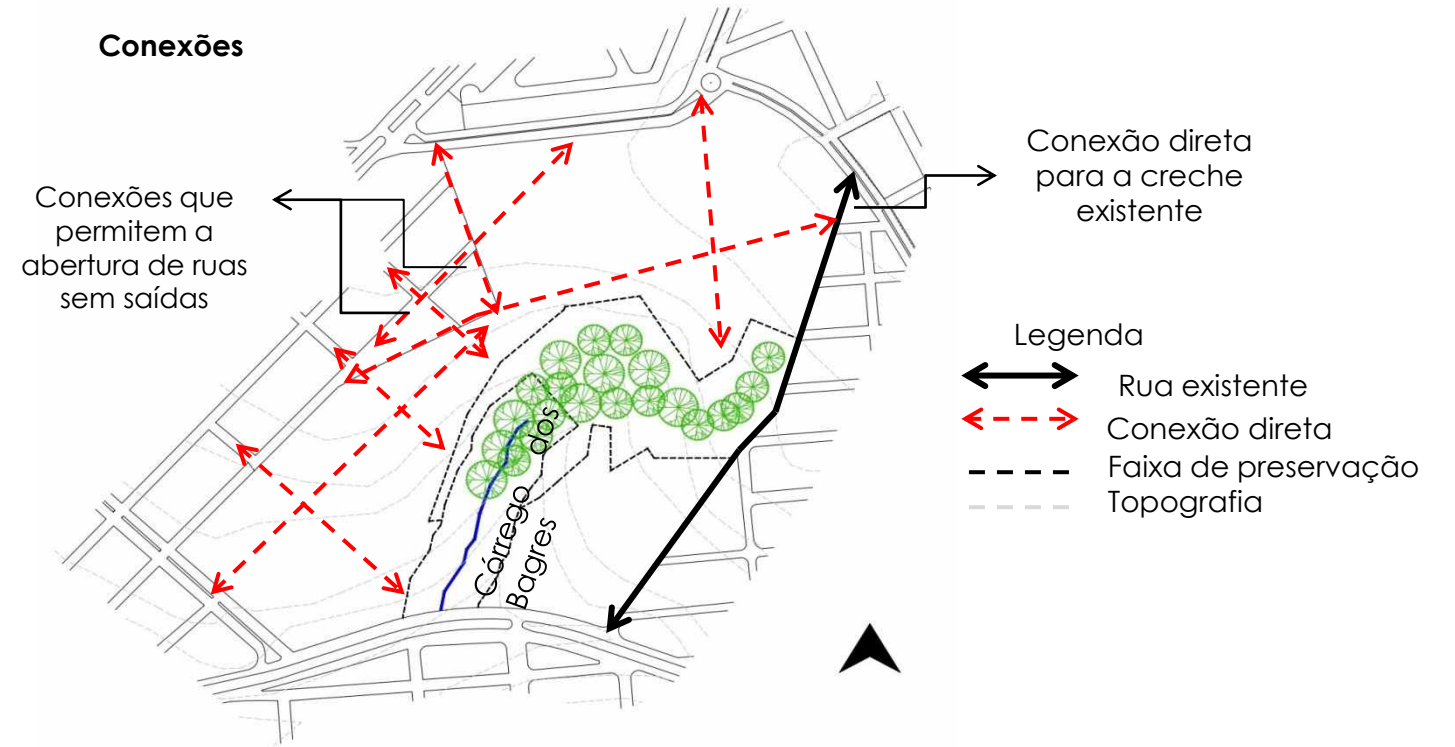 Conexões
Conexões que
permitem a
abertura de ruas
sem saídas
Conexão direta
para a creche
existente
Legenda
Rua existente
Conexão direta
Faixa de preservação
Topografia
Córrego dos
Bagres